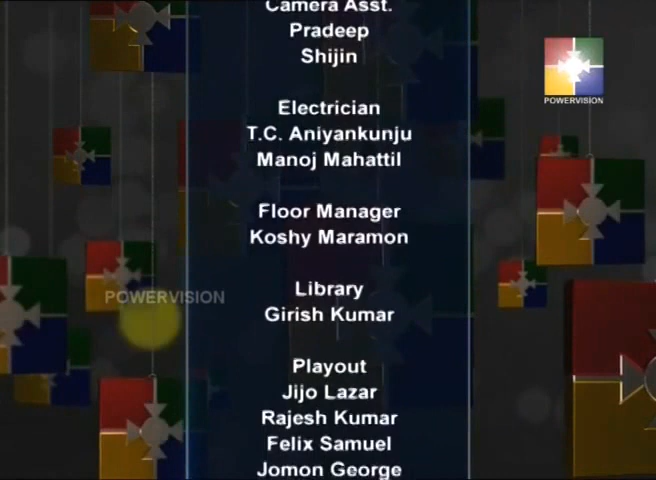 Camera Asst.
Pradeep
Shijin
POWERVISION
Electrician
T.C. Aniyankunju
Manoj Mahattil
Floor Manager
Koshy Maramon
Library
POWERVISION
Girish Kumar
Playout
Jijo Lazar
Rajesh Kumar
Felix Samuel
Jomon George